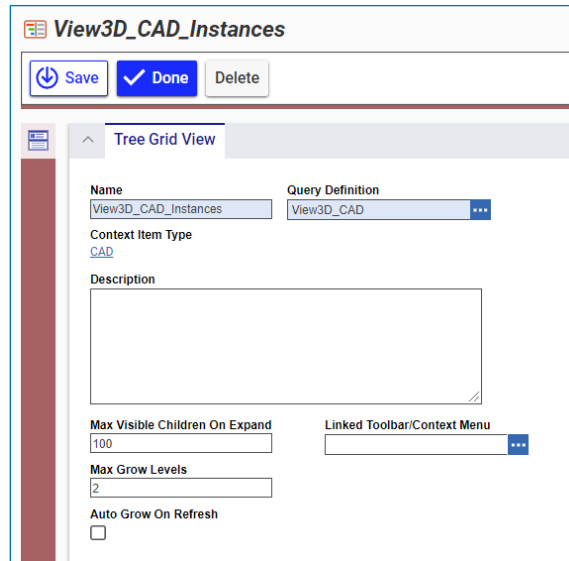 View3D_CAD_Instances
Save Done Delete
Tree Grid View
Name Query Definition
View3D_CAD_Instances View3D_CAD ...
Context Item Type
CAD
Description
Max Visible Children On Expand Linked Toolbar/Context Menu
100 ...
Max Grow Levels
2
Auto Grow On Refresh